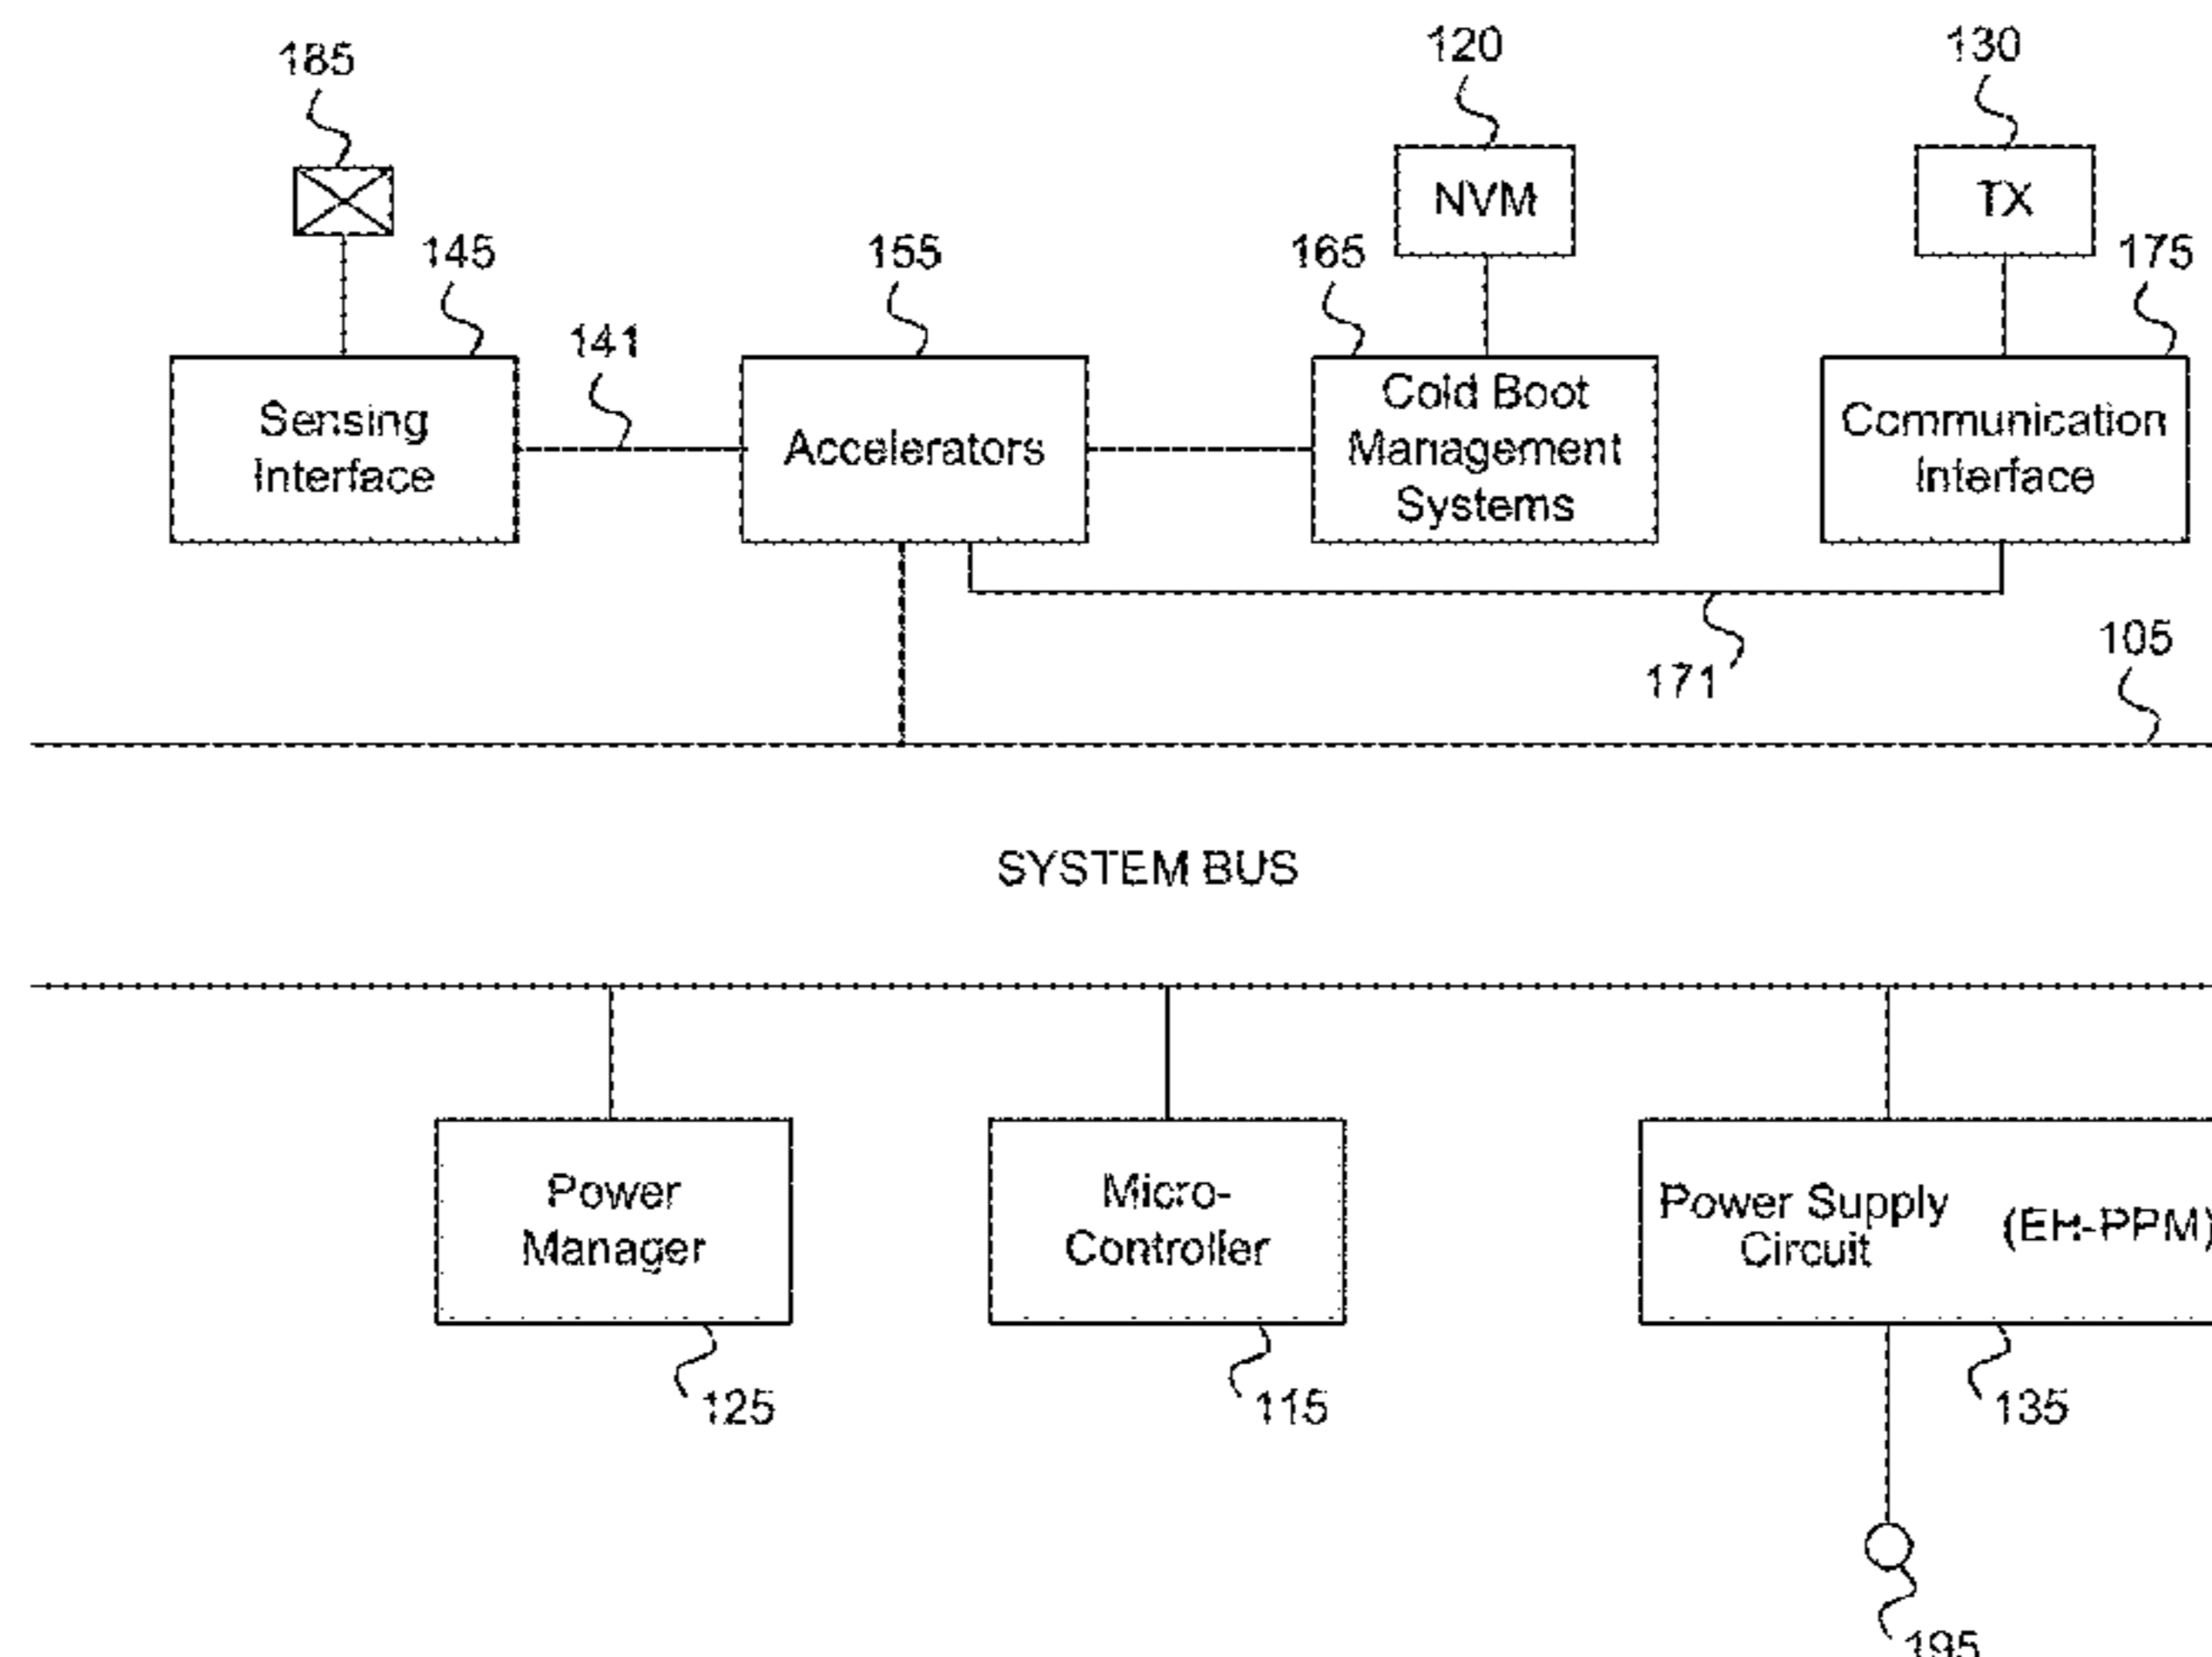 185
120
130
NVM
TX
145
155
165
175
141
Sensing
Interface
Accelerators
Cold Boot
Management
Systems
Communication
Interface
105
171
SYSTEM BUS
Power
Manager
Micro-
Controller
Power Supply
Circuit
(EH-PPM)
125
115
135
195